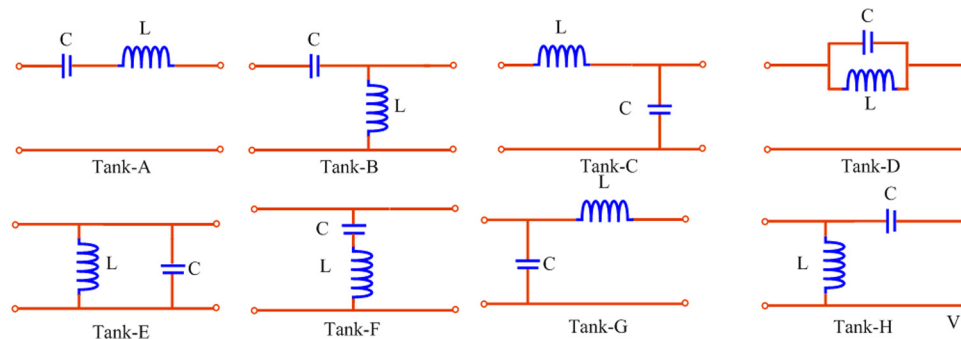 C L
Tank-A
C
L
Tank-B
L
C
Tank-C
C
L
Tank-D
L C
Tank-E
C
L
Tank-F
L
C
Tank-G
C
L
Tank-H
V